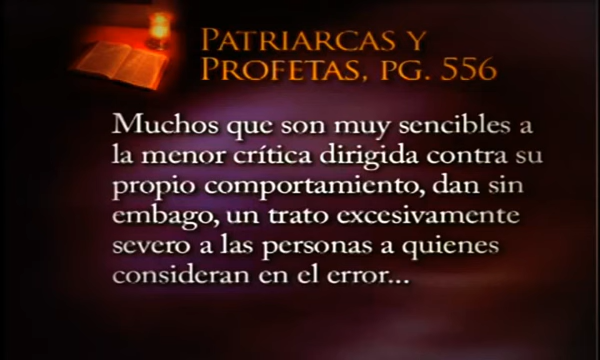 Patriarcas y
Profetas, pg. 556
Muchos que son muy sencibles a
la menor crítica dirigida contra su
propio comportamiento, dan sin
embago, un trato excesivamente
severo a las personas a quienes
consideran en el error...